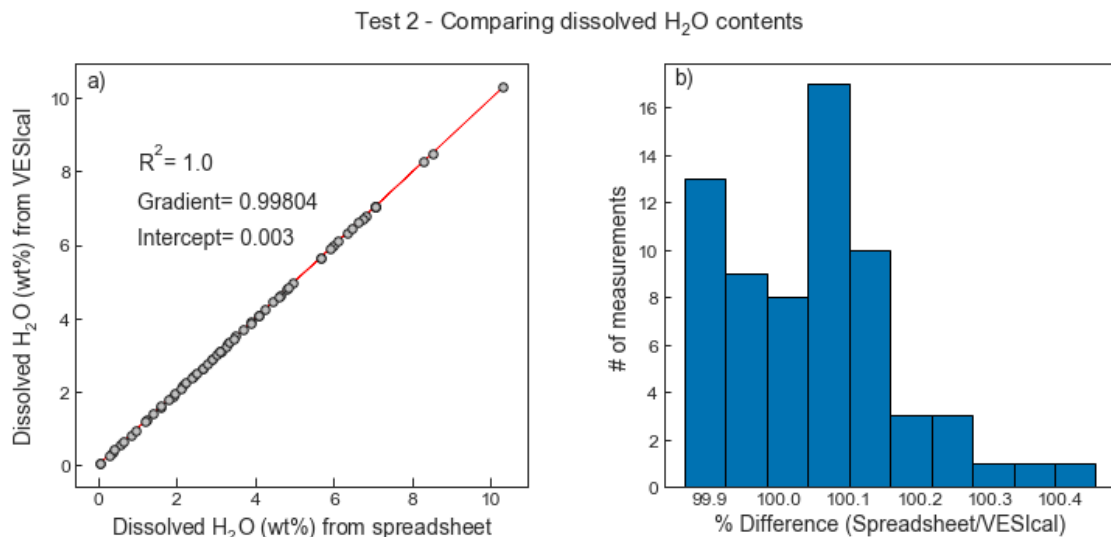 Test 2 - Comparing dissolved H₂O contents
a)
R²= 1.0
Gradient= 0.99804
Intercept= 0.003
Dissolved H₂O (wt%) from VESIcal
10
8
6
4
2
0
0 2 4 6 8 10
Dissolved H₂O (wt%) from spreadsheet
b)
# of measurements
16
14
12
10
8
6
4
2
0
99.9 100.0 100.1 100.2 100.3 100.4
% Difference (Spreadsheet/VESIcal)